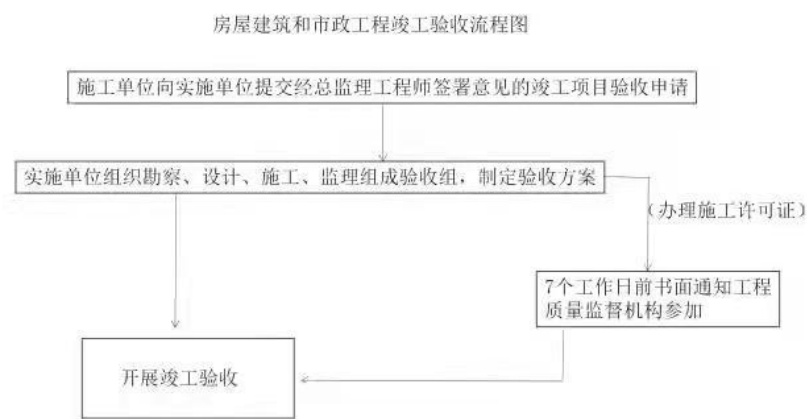 房屋建筑和市政工程竣工验收流程图
施工单位向实施单位提交经总监理工程师签署意见的竣工项目验收申请
实施单位组织勘察、设计、施工、监理组成验收组，制定验收方案
（办理施工许可证）
7个工作日前书面通知工程
质量监督机构参加
开展竣工验收